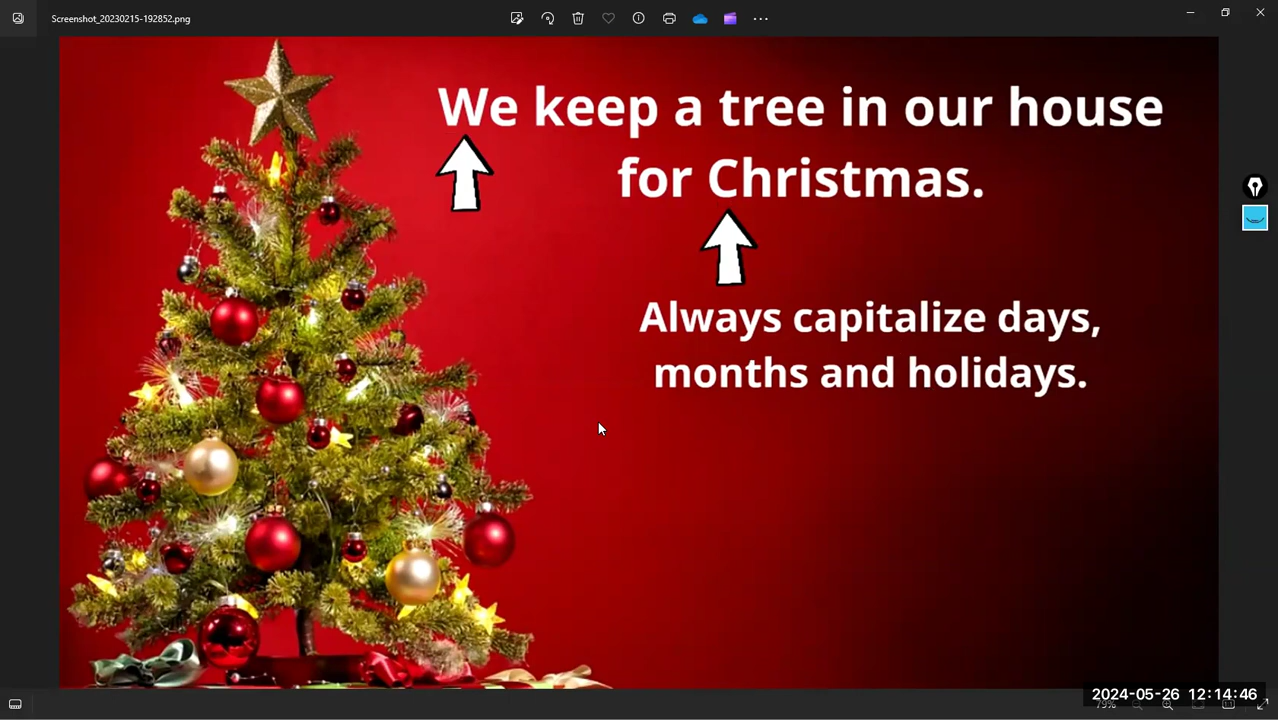 Screenshot_20230215-192852.png
We keep a tree in our house
for Christmas.
Always capitalize days,
months and holidays.
2024-05-26 12:14:46
79%